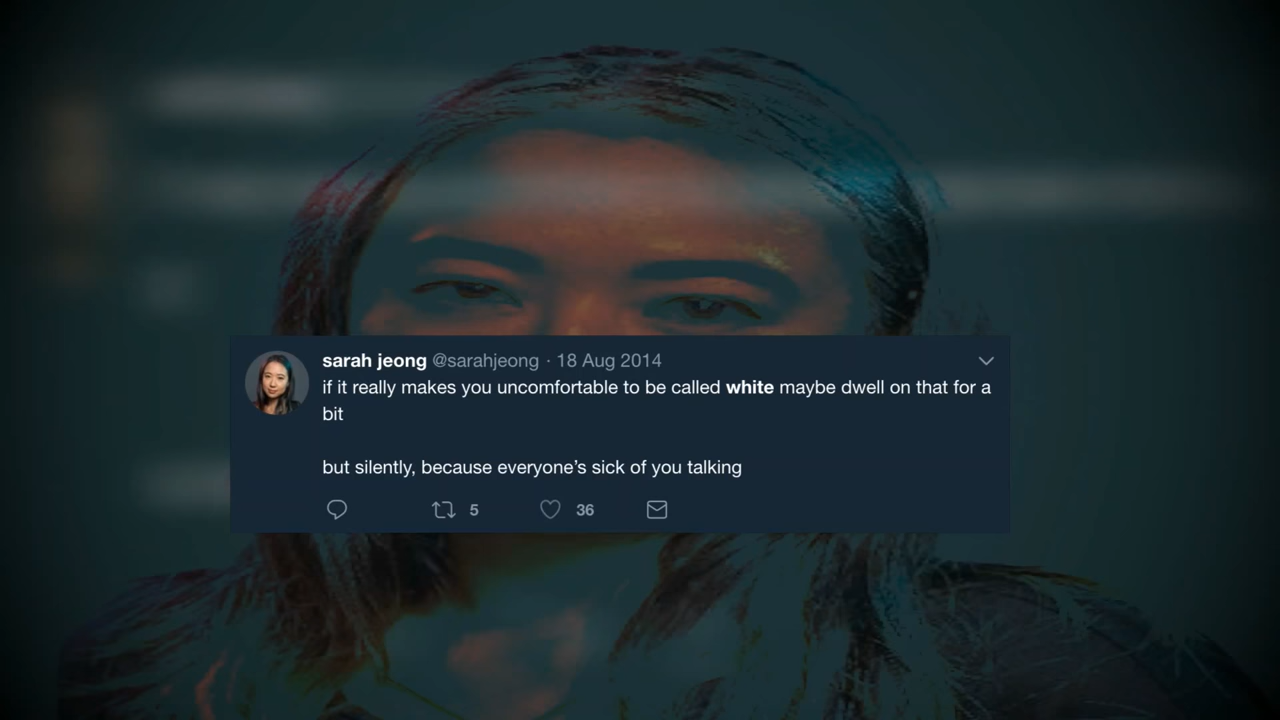 sarah jeong @sarahjeong · 18 Aug 2014
if it really makes you uncomfortable to be called white maybe dwell on that for a
bit
but silently, because everyone’s sick of you talking
5 36